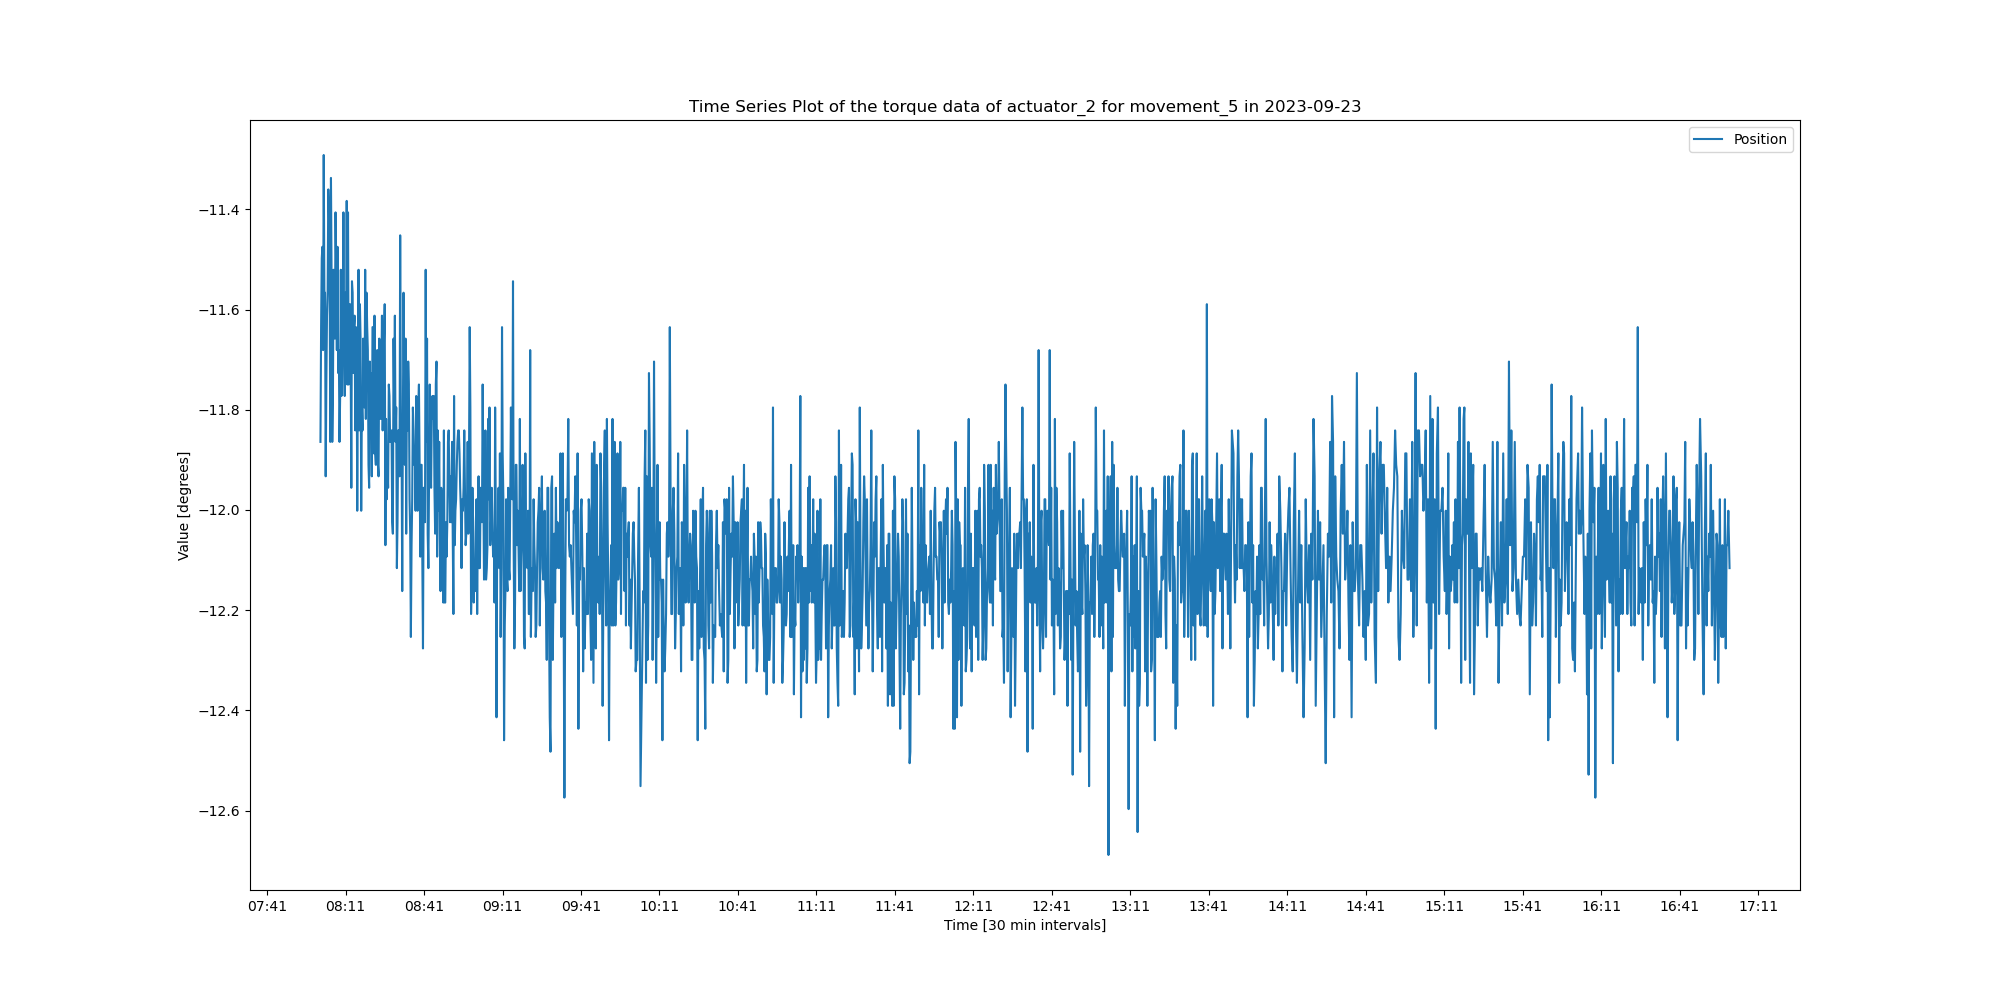 Time Series Plot of the torque data of actuator_2 for movement_5 in 2023-09-23
Position
Value [degrees]
−11.4
−11.6
−11.8
−12.0
−12.2
−12.4
−12.6
07:41 08:11 08:41 09:11 09:41 10:11 10:41 11:11 11:41 12:11 12:41 13:11 13:41 14:11 14:41 15:11 15:41 16:11 16:41 17:11
Time [30 min intervals]